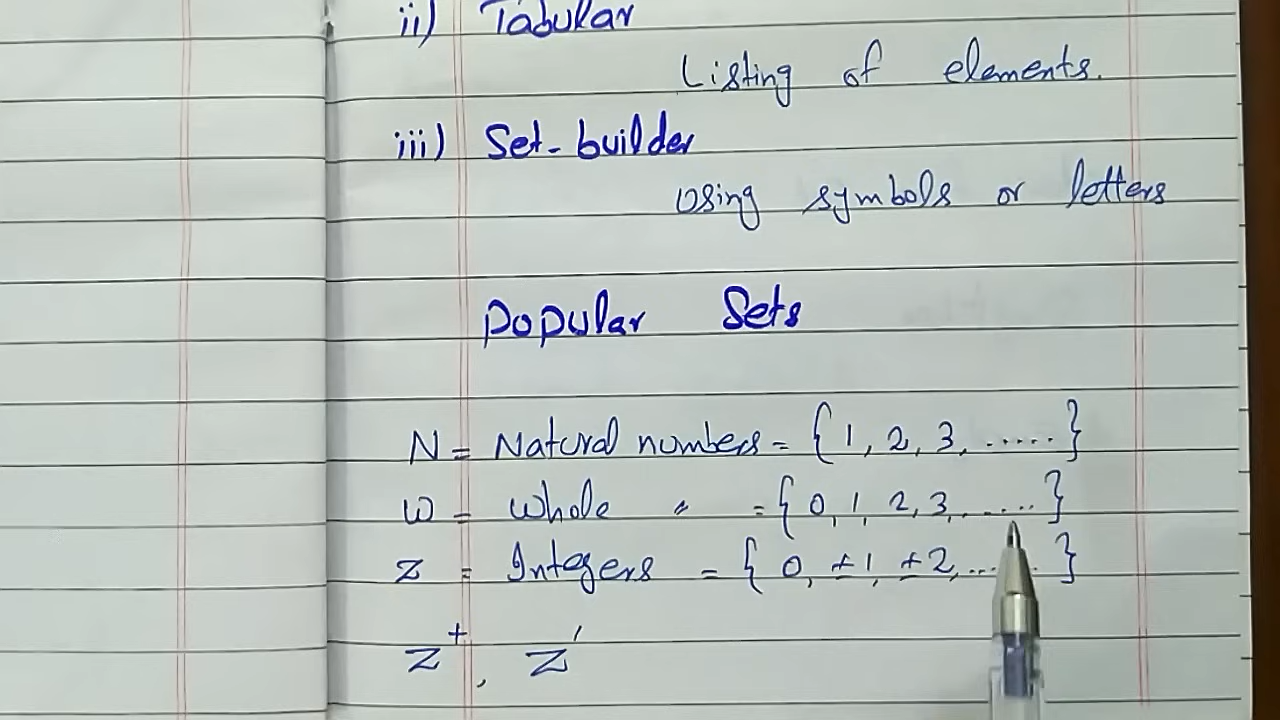 ii) Tabular
Listing of elements.
iii) Set-builder
Using symbols or letters
Popular Sets
N = Natural numbers = { 1, 2, 3, ..... }
W = Whole " = { 0, 1, 2, 3, ..... }
Z = Integers = { 0, ±1, ±2, ..... }
Z⁺, Z'